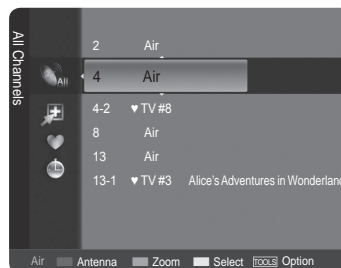 All Channels
All
2 Air
4 Air
4-2 ♥ TV #8
8 Air
13 Air
13-1 ♥ TV #3 Alice's Adventures in Wonderland
Air Antenna Zoom Select TOOLS Option